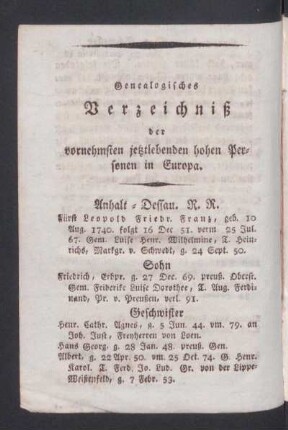 Genealogisches
Verzeichniß
der
vornehmsten jetztlebenden hohen Per-
sonen in Europa.
Anhalt - Dessau. N. R.
Fürst Leopold Friedr. Franz, geb. 10
Aug. 1740. folgt 16 Dec 51. verm 25 Jul.
67. Gem. Luise Henr. Wilhelmine, T. Hein-
richs, Markgr. v. Schwedt, g. 24 Sept. 50.
Sohn
Friedrich, Erbpr. g. 27 Dec. 69. preuß. Oberst.
Gem. Friderike Luise Dorothee, T. Aug. Ferdi-
nand, Pr. v. Preußen, verl. 91.
Geschwister
Henr. Cathr. Agnes, g. 5 Jun. 44. vm. 79. an
Joh. Just, Freyherren von Loen.
Hans Georg, g. 28 Jan. 48. preuß. Gen.
Albert, g. 22 Apr. 50. vm. 25 Oct. 74. G. Henr.
Karol. T. Ferd. Jo. Lud. Gr. von der Lippe-
Weißenfeld, g. 7 Febr. 53.